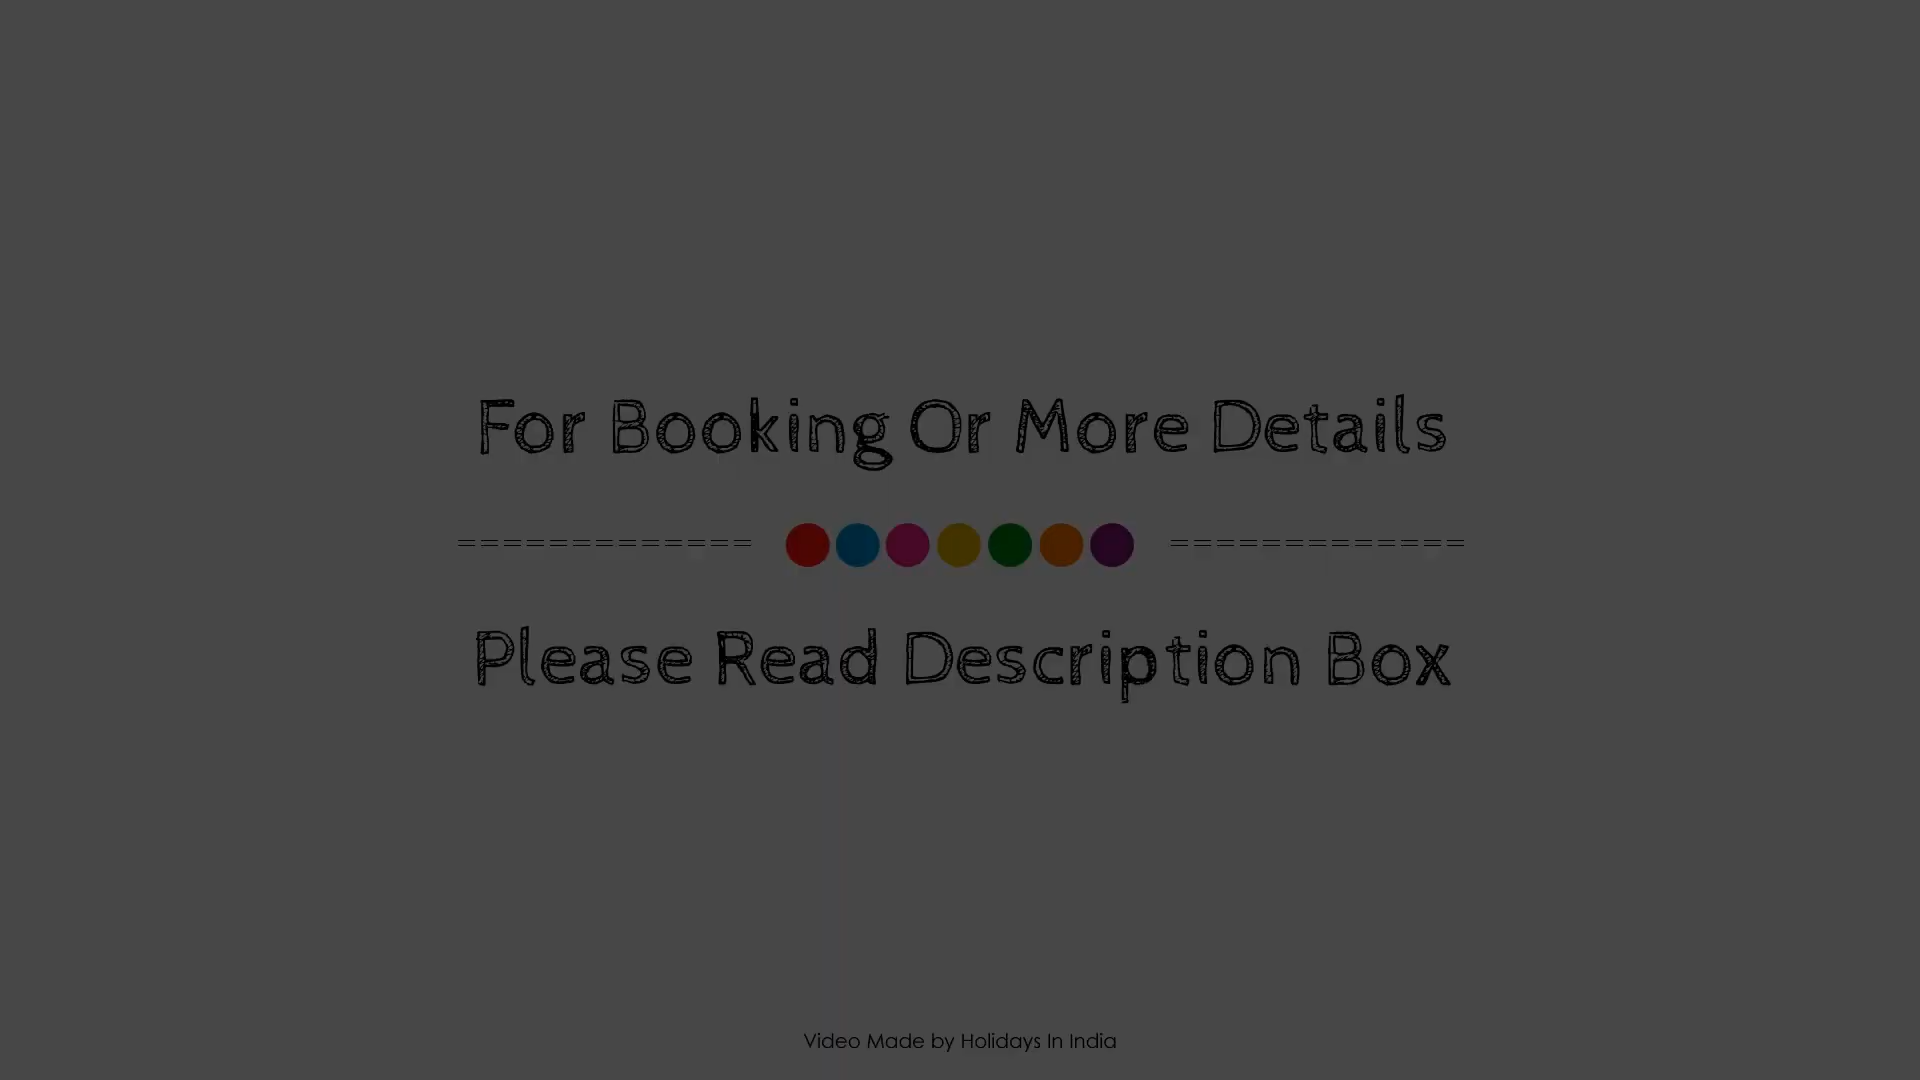 For Booking Or More Details
============= =============
Please Read Description Box
Video Made by Holidays In India